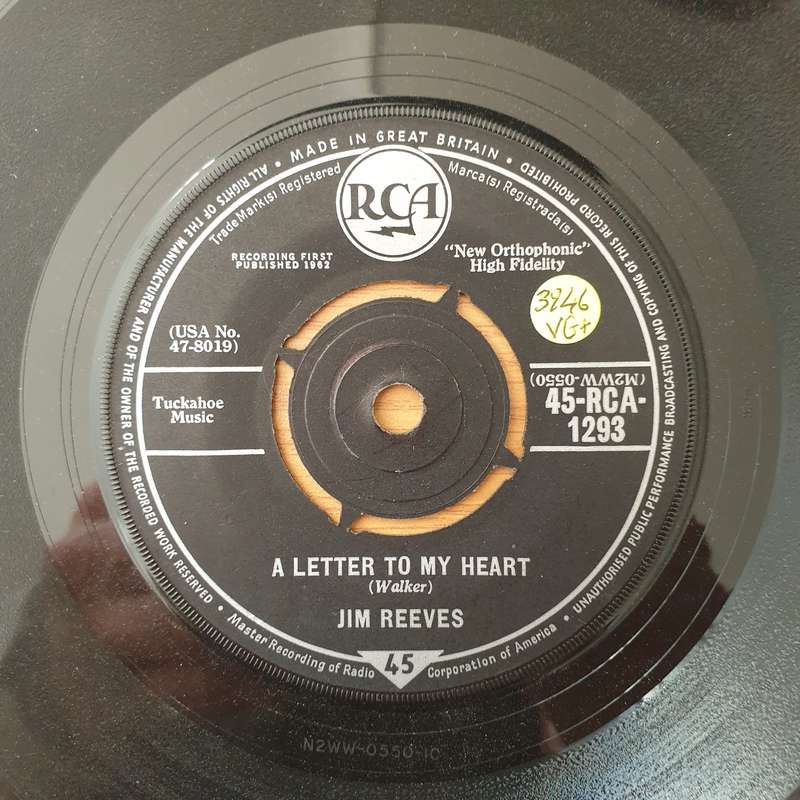 ALL RIGHTS OF THE MANUFACTURER AND OF THE OWNER OF THE RECORDED WORK RESERVED • MADE IN GREAT BRITAIN • UNAUTHORISED PUBLIC PERFORMANCE BROADCASTING AND COPYING OF THIS RECORD PROHIBITED
TradeMark(s) Registered
Marca(s) Registrada(s)
RCA
RECORDING FIRST
PUBLISHED 1962
"New Orthophonic"
High Fidelity
3246
VG+
(USA No.
47-8019)
(M2WW-0550)
Tuckahoe
Music
45-RCA-
1293
A LETTER TO MY HEART
(Walker)
JIM REEVES
Master Recording of Radio Corporation of America
45
N2WW-0550-1C